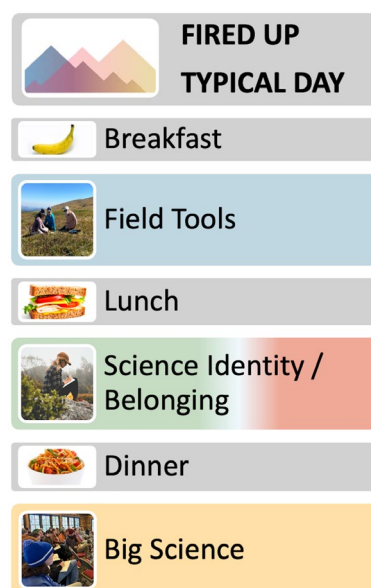 FIRED UP
TYPICAL DAY
Breakfast
Field Tools
Lunch
Science Identity /
Belonging
Dinner
Big Science